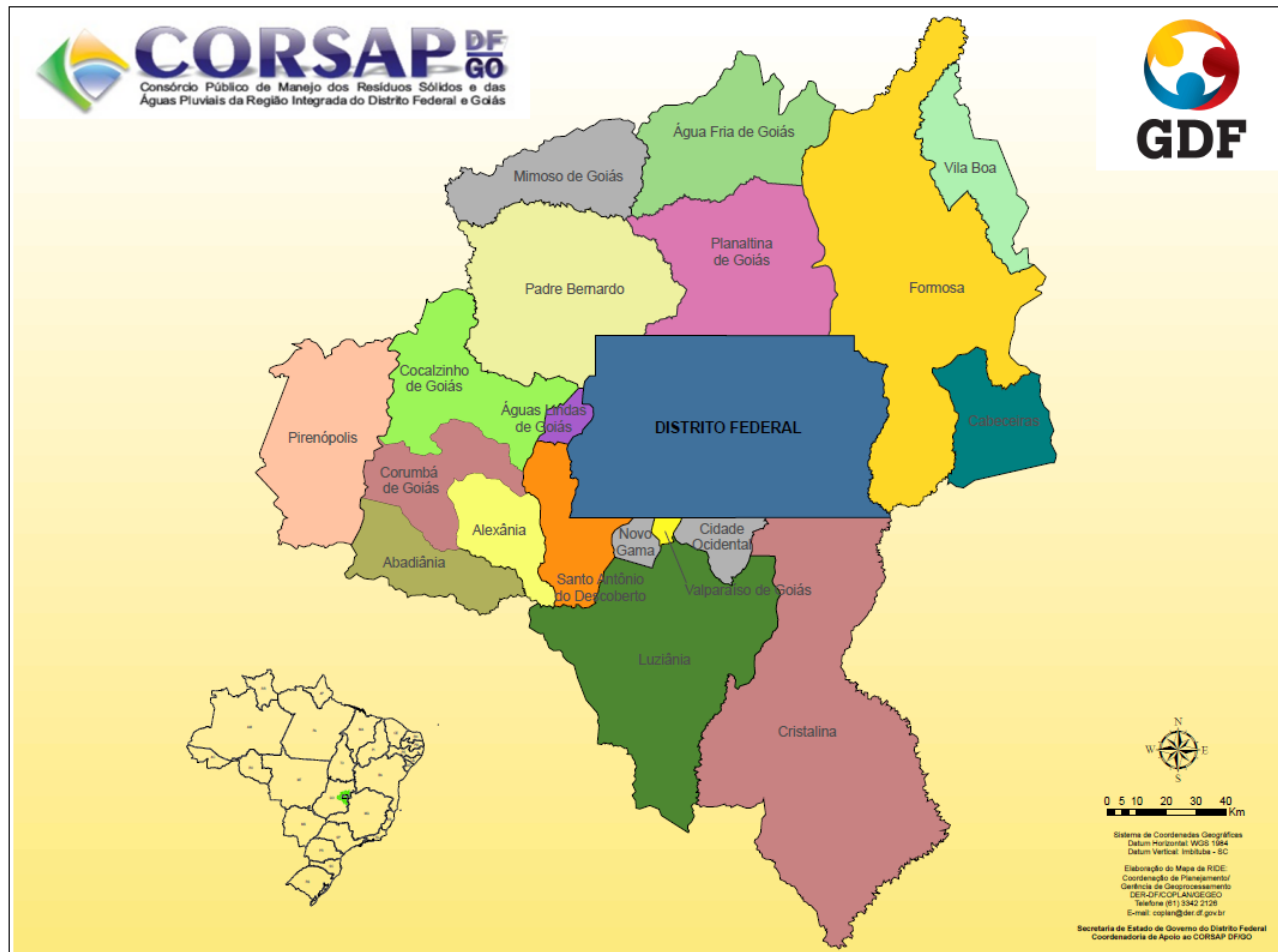 CORSAP DF GO
Consórcio Público de Manejo dos Resíduos Sólidos e das
Águas Pluviais da Região Integrada do Distrito Federal e Goiás
GDF
Água Fria de Goiás
Mimoso de Goiás
Vila Boa
Planaltina
de Goiás
Padre Bernardo
Formosa
Cocalzinho
de Goiás
Águas Lindas
de Goiás
Cabeceiras
Pirenópolis
DISTRITO FEDERAL
Corumbá
de Goiás
Alexânia
Novo
Gama
Cidade
Ocidental
Abadiânia
Santo Antônio
do Descoberto
Valparaíso de Goiás
Luziânia
Cristalina
N
W E
S
0 5 10 20 30 40
Km
Sistema de Coordenadas Geográficas
Datum Horizontal: WGS 1984
Datum Vertical: Imbituba - SC
Elaboração do Mapa da RIDE:
Coordenação de Planejamento/
Gerência de Geoprocessamento
DER-DF/COPLAN/GEGEO
Telefone (61) 3342 2126
E-mail: coplan@der.df.gov.br
Secretaria de Estado de Governo do Distrito Federal
Coordenadoria de Apoio ao CORSAP DF/GO